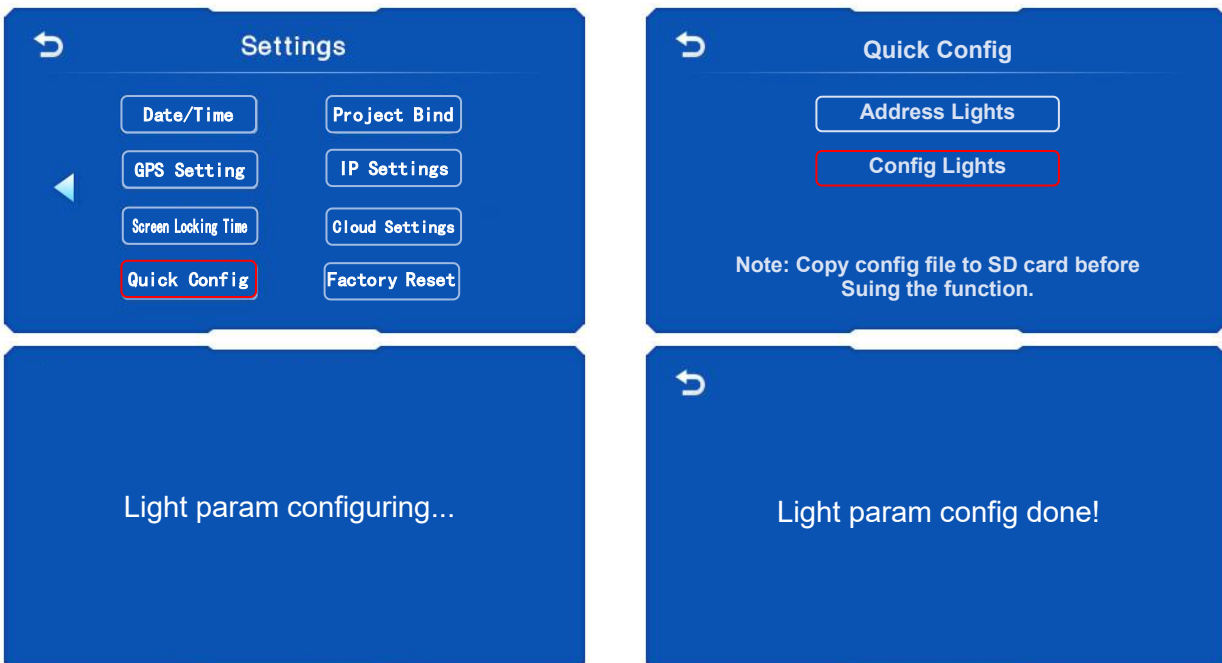 Settings
Date/Time
Project Bind
GPS Setting
IP Settings
Screen Locking Time
Cloud Settings
Quick Config
Factory Reset
Quick Config
Address Lights
Config Lights
Note: Copy config file to SD card before
Suing the function.
Light param configuring...
Light param config done!